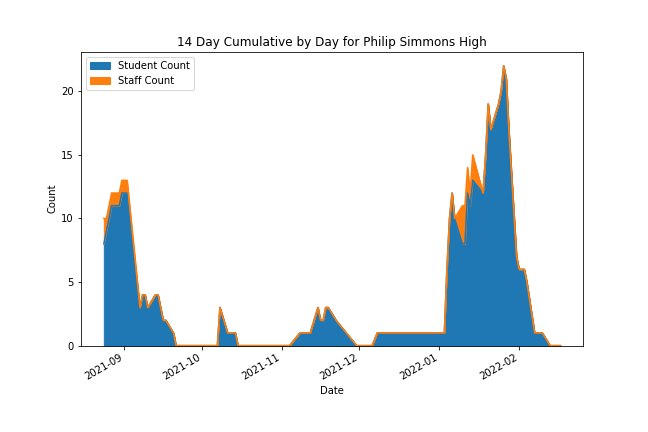 14 Day Cumulative by Day for Philip Simmons High
Student Count
Staff Count
20
15
10
5
0
Count
2021-09
2021-10
2021-11
2021-12
2022-01
2022-02
Date